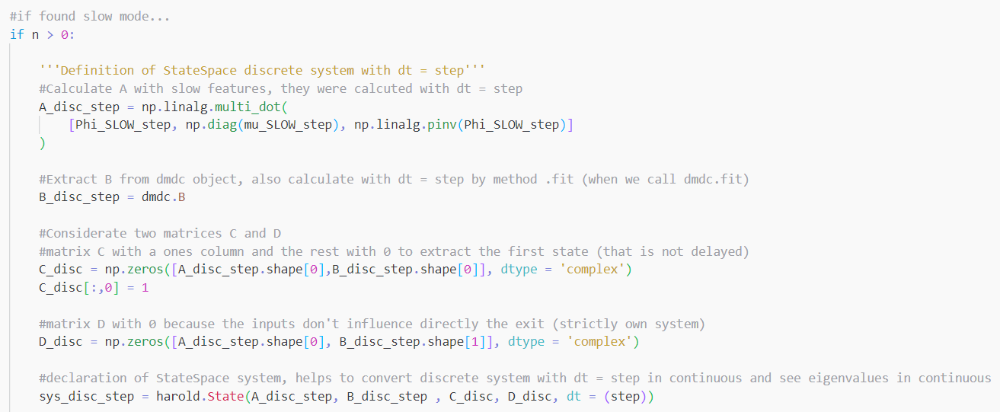 #if found slow mode...
if n > 0:
'''Definition of StateSpace discrete system with dt = step'''
#Calculate A with slow features, they were calcuted with dt = step
A_disc_step = np.linalg.multi_dot(
[Phi_SLOW_step, np.diag(mu_SLOW_step), np.linalg.pinv(Phi_SLOW_step)]
)
#Extract B from dmdc object, also calculate with dt = step by method .fit (when we call dmdc.fit)
B_disc_step = dmdc.B
#Considerate two matrices C and D
#matrix C with a ones column and the rest with 0 to extract the first state (that is not delayed)
C_disc = np.zeros([A_disc_step.shape[0],B_disc_step.shape[0]], dtype = 'complex')
C_disc[:,0] = 1
#matrix D with 0 because the inputs don't influence directly the exit (strictly own system)
D_disc = np.zeros([A_disc_step.shape[0], B_disc_step.shape[1]], dtype = 'complex')
#declaration of StateSpace system, helps to convert discrete system with dt = step in continuous and see eigenvalues in continuous
sys_disc_step = harold.State(A_disc_step, B_disc_step , C_disc, D_disc, dt = (step))